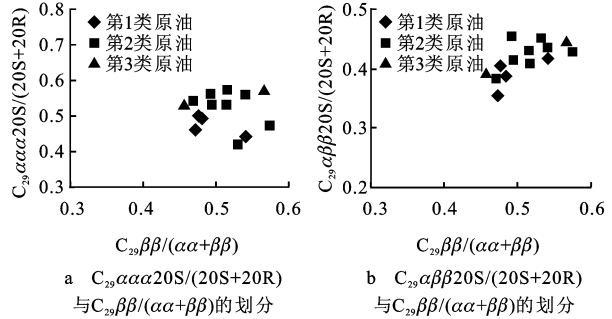 C₂₉ααα20S/(20S+20R)
0.8
0.7
0.6
0.5
0.4
0.3
第1类原油
第2类原油
第3类原油
0.3
0.4
0.5
0.6
C₂₉ββ/(αα+ββ)
a C₂₉ααα20S/(20S+20R)
与C₂₉ββ/(αα+ββ)的划分
C₂₉αββ20S/(20S+20R)
0.5
0.4
0.3
0.2
第1类原油
第2类原油
第3类原油
0.3
0.4
0.5
0.6
C₂₉ββ/(αα+ββ)
b C₂₉αββ20S/(20S+20R)
与C₂₉ββ/(αα+ββ)的划分